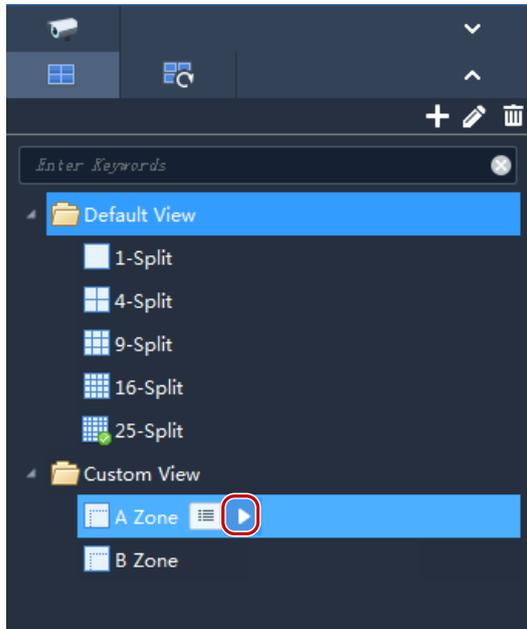 Enter Keywords
Default View
1-Split
4-Split
9-Split
16-Split
25-Split
Custom View
A Zone
B Zone